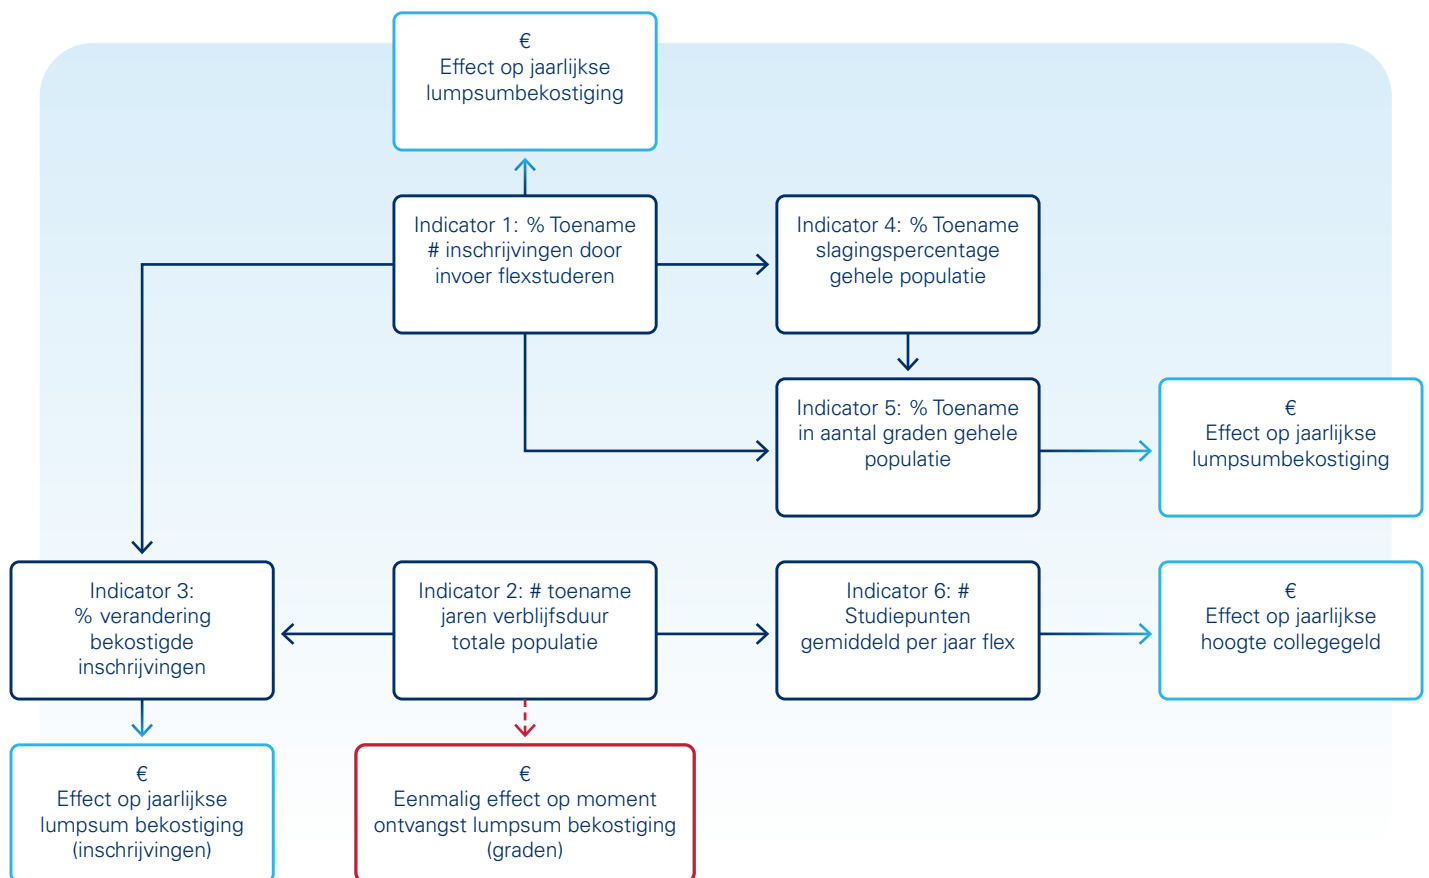 €
Effect op jaarlijkse
lumpsumbekostiging
Indicator 1: % Toename
# inschrijvingen door
invoer flexstuderen
Indicator 4: % Toename
slagingspercentage
gehele populatie
Indicator 5: % Toename
in aantal graden gehele
populatie
€
Effect op jaarlijkse
lumpsumbekostiging
Indicator 3:
% verandering
bekostigde
inschrijvingen
Indicator 2: # toename
jaren verblijfsduur
totale populatie
Indicator 6: #
Studiepunten
gemiddeld per jaar flex
€
Effect op jaarlijkse
hoogte collegegeld
€
Effect op jaarlijkse
lumpsum bekostiging
(inschrijvingen)
€
Eenmalig effect op moment
ontvangst lumpsum bekostiging
(graden)